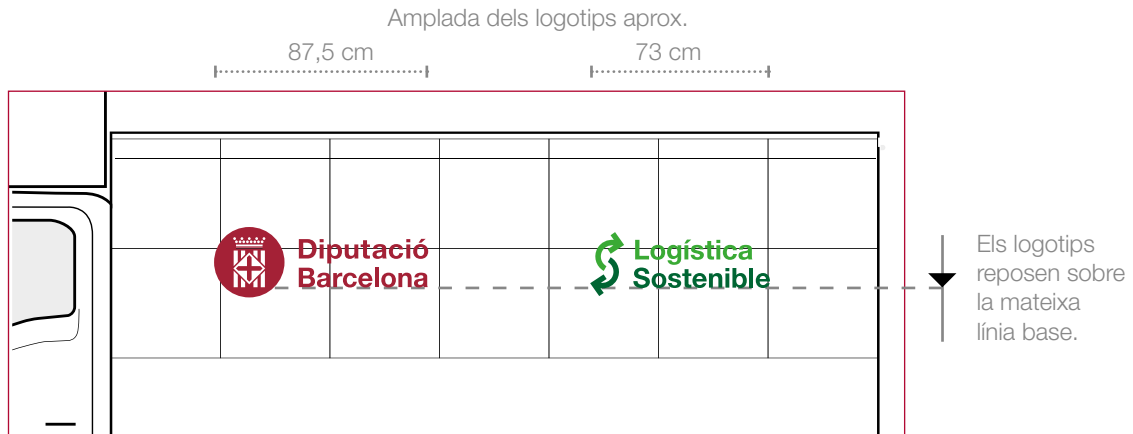 Amplada dels logotips aprox.
87,5 cm
73 cm
Diputació
Barcelona
Logística
Sostenible
Els logotips
reposen sobre
la mateixa
línia base.